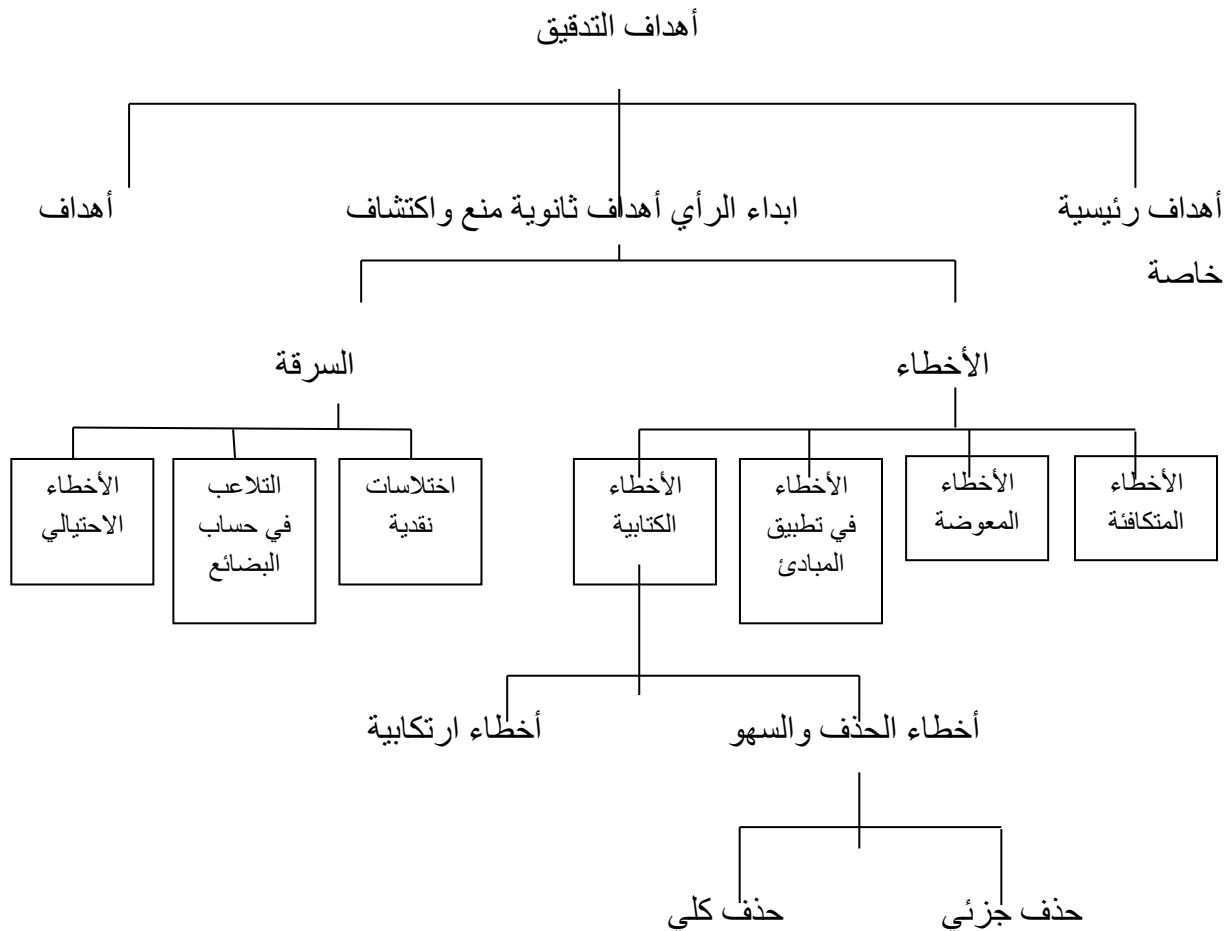 أهداف التدقيق
أهداف رئيسية ابداء الرأي أهداف ثانوية منع واكتشاف أهداف
خاصة
الأخطاء
السرقة
الأخطاء
المتكافئة
الأخطاء
المعوضة
الأخطاء
في تطبيق
المبادئ
الأخطاء
الكتابية
اختلاسات
نقدية
التلاعب
في حساب
البضائع
الأخطاء
الاحتيالي
أخطاء الحذف والسهو
أخطاء ارتكابية
حذف جزئي
حذف كلي